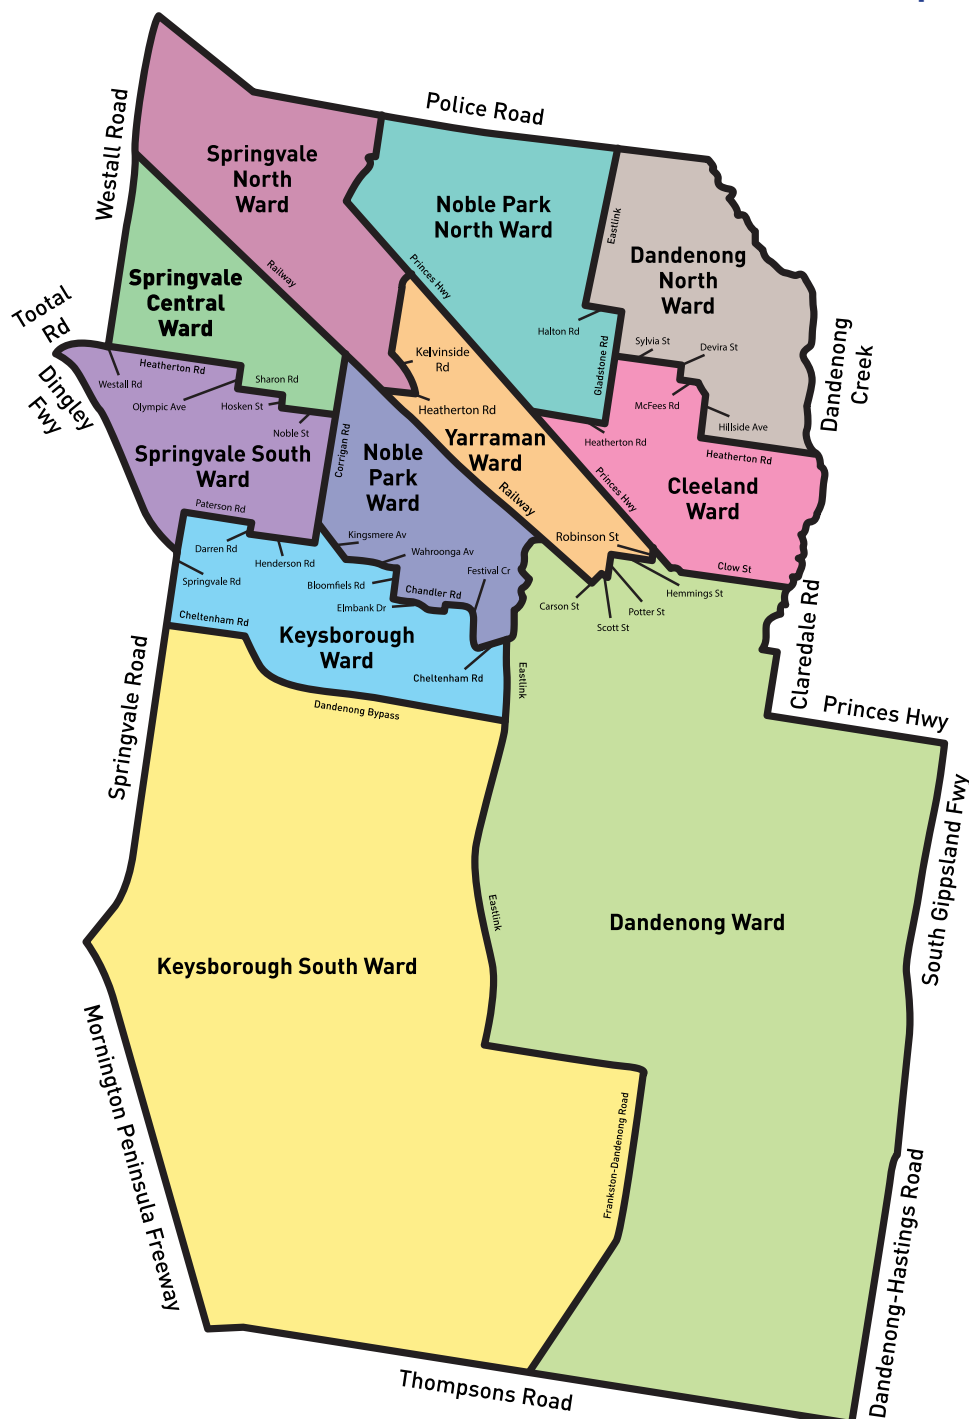 Police Road
Westall Road
Springvale
North
Ward
Noble Park
North Ward
Eastlink
Dandenong
North
Ward
Railway
Princes Hwy
Springvale
Central
Ward
Tootal
Rd
Dingley
Fwy
Halton Rd
Sylvia St
Devira St
Dandenong
Creek
Gladstone Rd
Kelvinside
Rd
Heatherton Rd
Westall Rd
Olympic Ave
Sharon Rd
Hosken St
Noble St
Heatherton Rd
McFees Rd
Hillside Ave
Heatherton Rd
Heatherton Rd
Springvale South
Ward
Corrigan Rd
Noble
Park
Ward
Yarraman
Ward
Railway
Princes Hwy
Cleeland
Ward
Paterson Rd
Darren Rd
Henderson Rd
Springvale Rd
Kingsmere Av
Wahroonga Av
Bloomfiels Rd
Festival Cr
Chandler Rd
Elmbank Dr
Robinson St
Clow St
Hemmings St
Carson St
Potter St
Scott St
Cheltenham Rd
Keysborough
Ward
Cheltenham Rd
Eastlink
Claredale Rd
Princes Hwy
Dandenong Bypass
Springvale Road
South Gippsland Fwy
Eastlink
Dandenong Ward
Keysborough South Ward
Mornington Peninsula Freeway
Frankston-Dandenong Road
Dandenong-Hastings Road
Thompsons Road